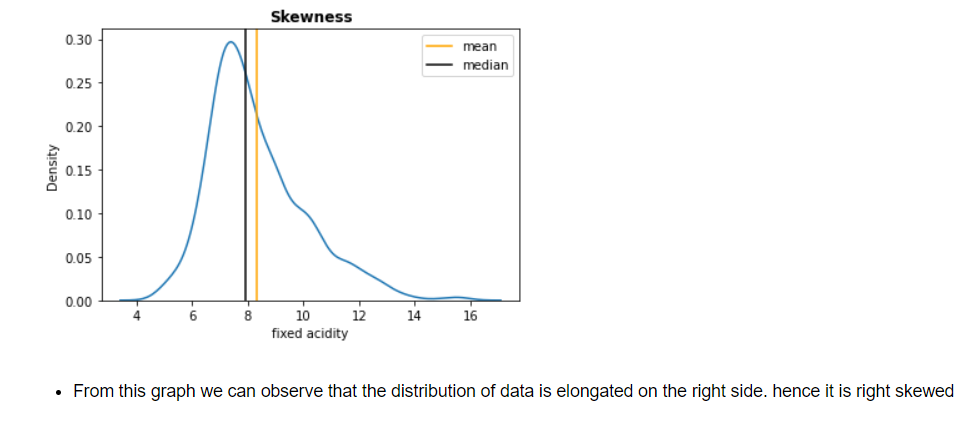 Skewness
mean
median
0.30
0.25
0.20
0.15
0.10
0.05
0.00
Density
4 6 8 10 12 14 16
fixed acidity
• From this graph we can observe that the distribution of data is elongated on the right side. hence it is right skewed